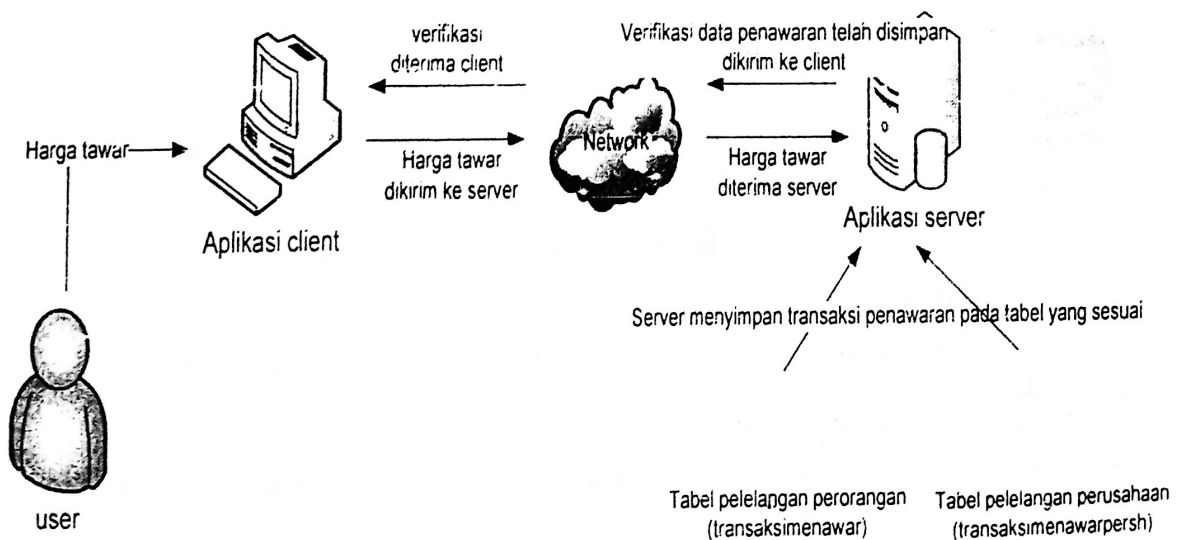 verifikasi
diterima client
Verifikasi data penawaran telah disimpan
dikirim ke client
Harga tawar
Network
Harga tawar
dikirim ke server
Harga tawar
diterima server
Aplikasi client
Aplikasi server
Server menyimpan transaksi penawaran pada tabel yang sesuai
user
Tabel pelelangan perorangan
(transaksimenawar)
Tabel pelelangan perusahaan
(transaksimenawarpersh)